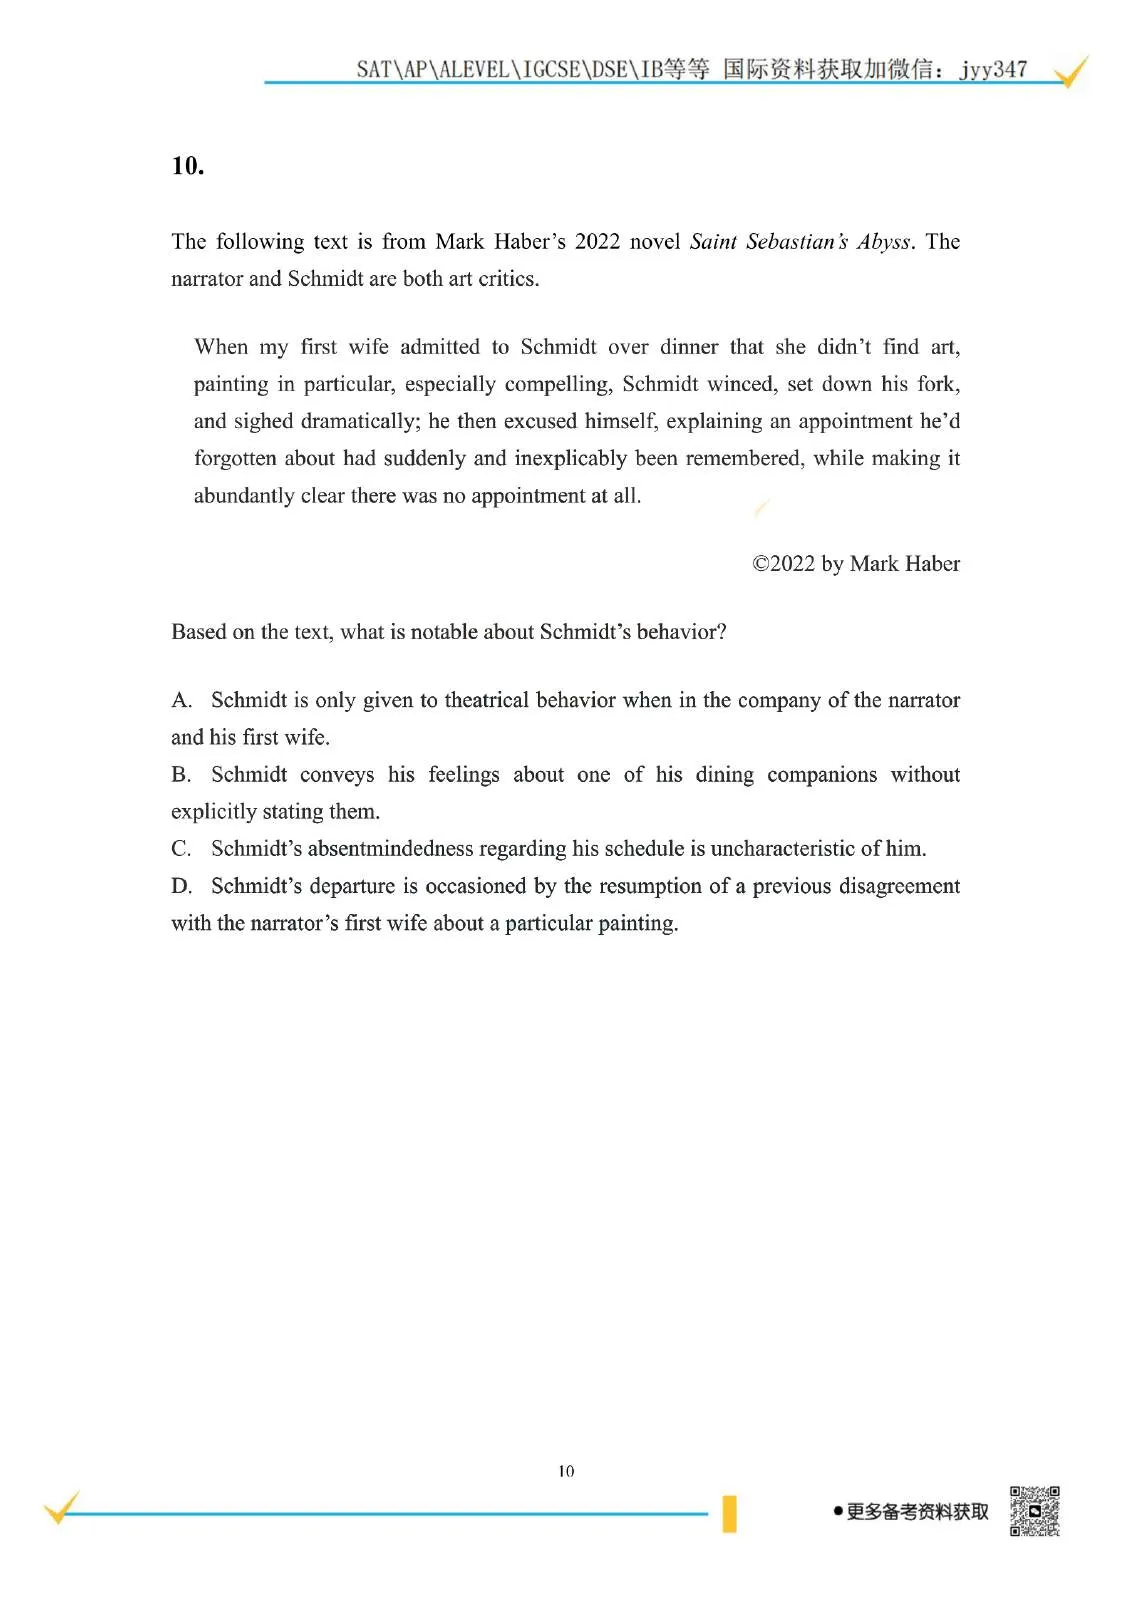 SAT\AP\ALEVEL\IGCSE\DSE\IB等等 国际资料获取加微信：jyy347
10.
The following text is from Mark Haber’s 2022 novel Saint Sebastian’s Abyss. The
narrator and Schmidt are both art critics.
When my first wife admitted to Schmidt over dinner that she didn’t find art,
painting in particular, especially compelling, Schmidt winced, set down his fork,
and sighed dramatically; he then excused himself, explaining an appointment he’d
forgotten about had suddenly and inexplicably been remembered, while making it
abundantly clear there was no appointment at all.
©2022 by Mark Haber
Based on the text, what is notable about Schmidt’s behavior?
A. Schmidt is only given to theatrical behavior when in the company of the narrator
and his first wife.
B. Schmidt conveys his feelings about one of his dining companions without
explicitly stating them.
C. Schmidt’s absentmindedness regarding his schedule is uncharacteristic of him.
D. Schmidt’s departure is occasioned by the resumption of a previous disagreement
with the narrator’s first wife about a particular painting.
10
●更多备考资料获取